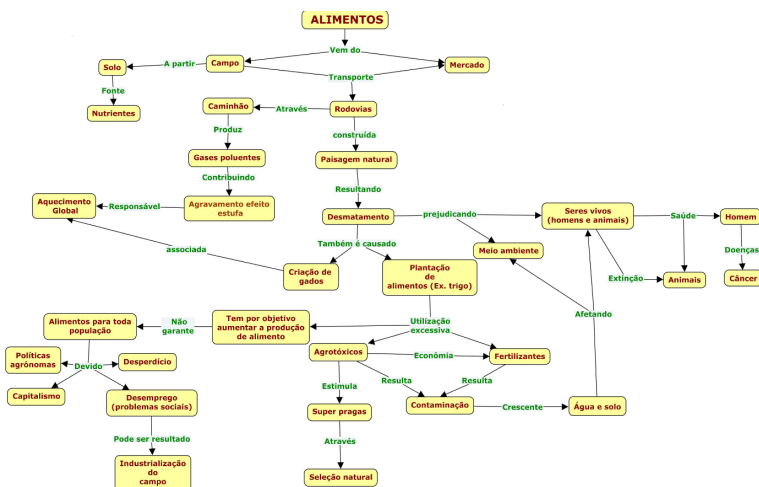 ALIMENTOS
Vem do
Solo
A partir
Campo
Mercado
Transporte
Fonte
Nutrientes
Caminhão
Através
Rodovias
Produz
construída
Gases poluentes
Paisagem natural
Contribuindo
Resultando
Aquecimento
Global
Responsável
Agravamento efeito
estufa
Desmatamento
prejudicando
Seres vivos
(homens e animais)
Saúde
Homem
Também é causado
Meio ambiente
Doenças
associada
Criação de
gados
Plantação
de
alimentos (Ex. trigo)
Extinção
Animais
Câncer
Afetando
Alimentos para toda
população
Não
garante
Tem por objetivo
aumentar a produção
de alimento
Utilização
excessiva
Políticas
agrônomas
Devido
Desperdício
Agrotóxicos
Econômia
Fertilizantes
Capitalismo
Desemprego
(problemas sociais)
Estimula
Resulta
Resulta
Super pragas
Contaminação
Crescente
Água e solo
Pode ser resultado
Através
Industrialização
do
campo
Seleção natural